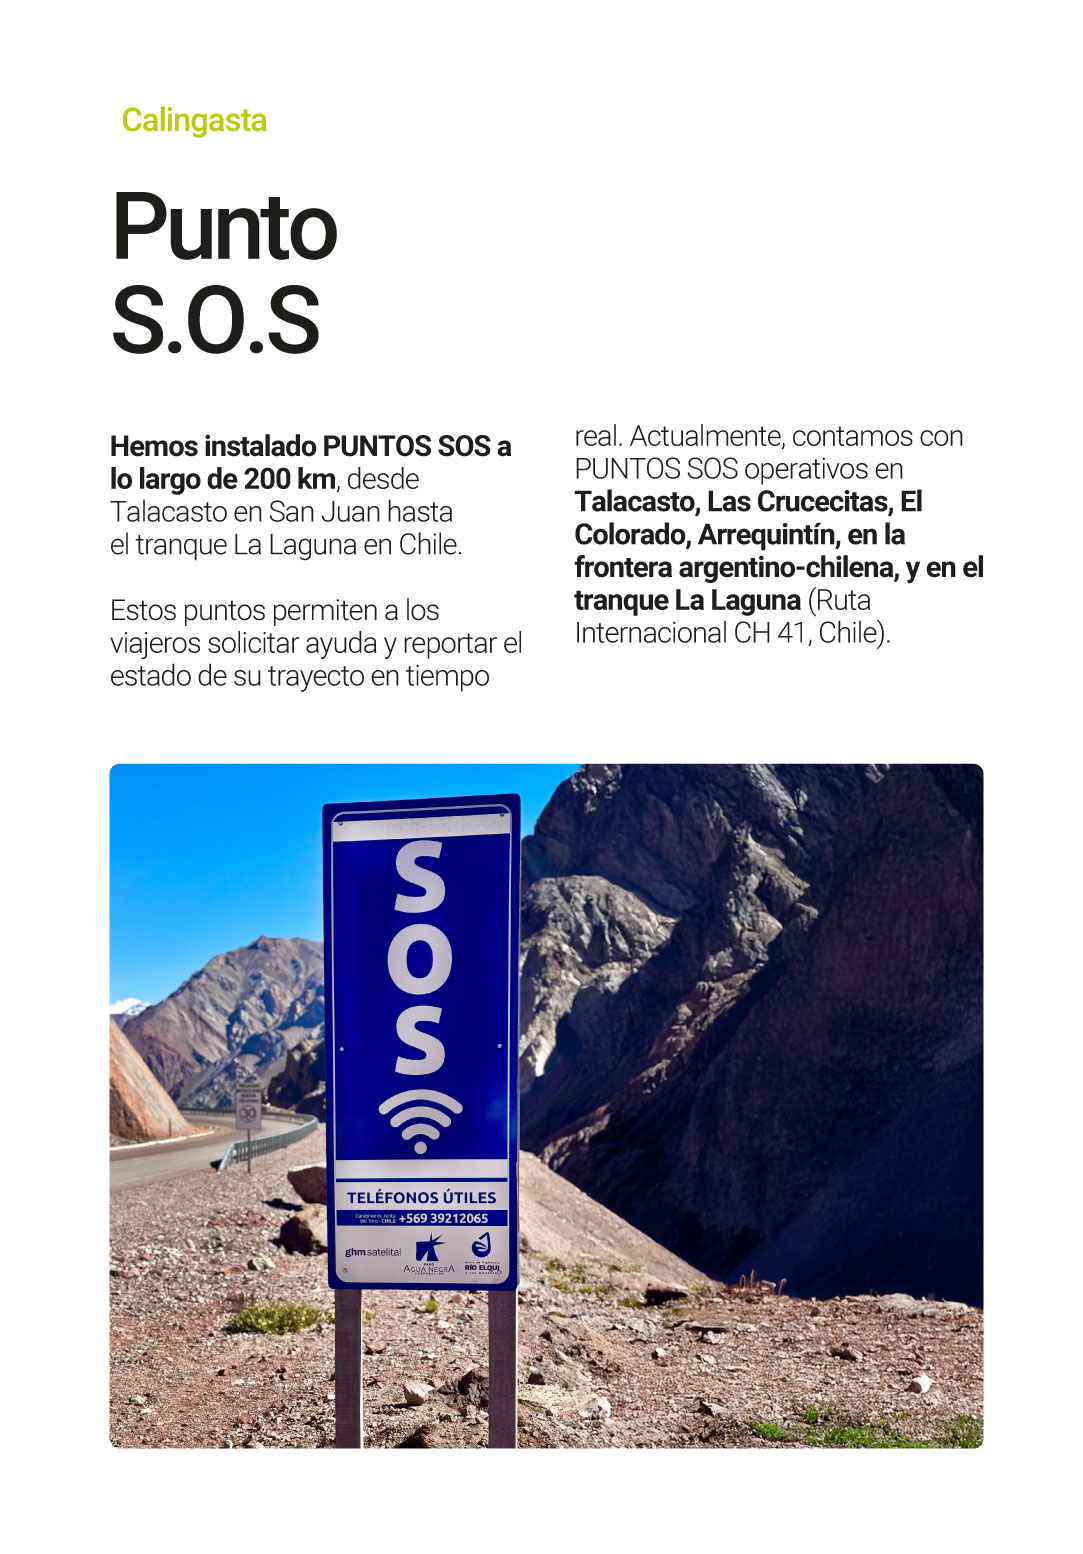 Calingasta
Punto
S.O.S
Hemos instalado PUNTOS SOS a
lo largo de 200 km, desde
Talacasto en San Juan hasta
el tranque La Laguna en Chile.
Estos puntos permiten a los
viajeros solicitar ayuda y reportar el
estado de su trayecto en tiempo
real. Actualmente, contamos con
PUNTOS SOS operativos en
Talacasto, Las Crucecitas, El
Colorado, Arrequintín, en la
frontera argentino-chilena, y en el
tranque La Laguna (Ruta
Internacional CH 41, Chile).
S
O
S
TELÉFONOS ÚTILES
Carabineros Junta
del Toro - CHILE
+569 39212065
ghm satelital
PASO
AGUA NEGRA
RÍO ELQUI
30